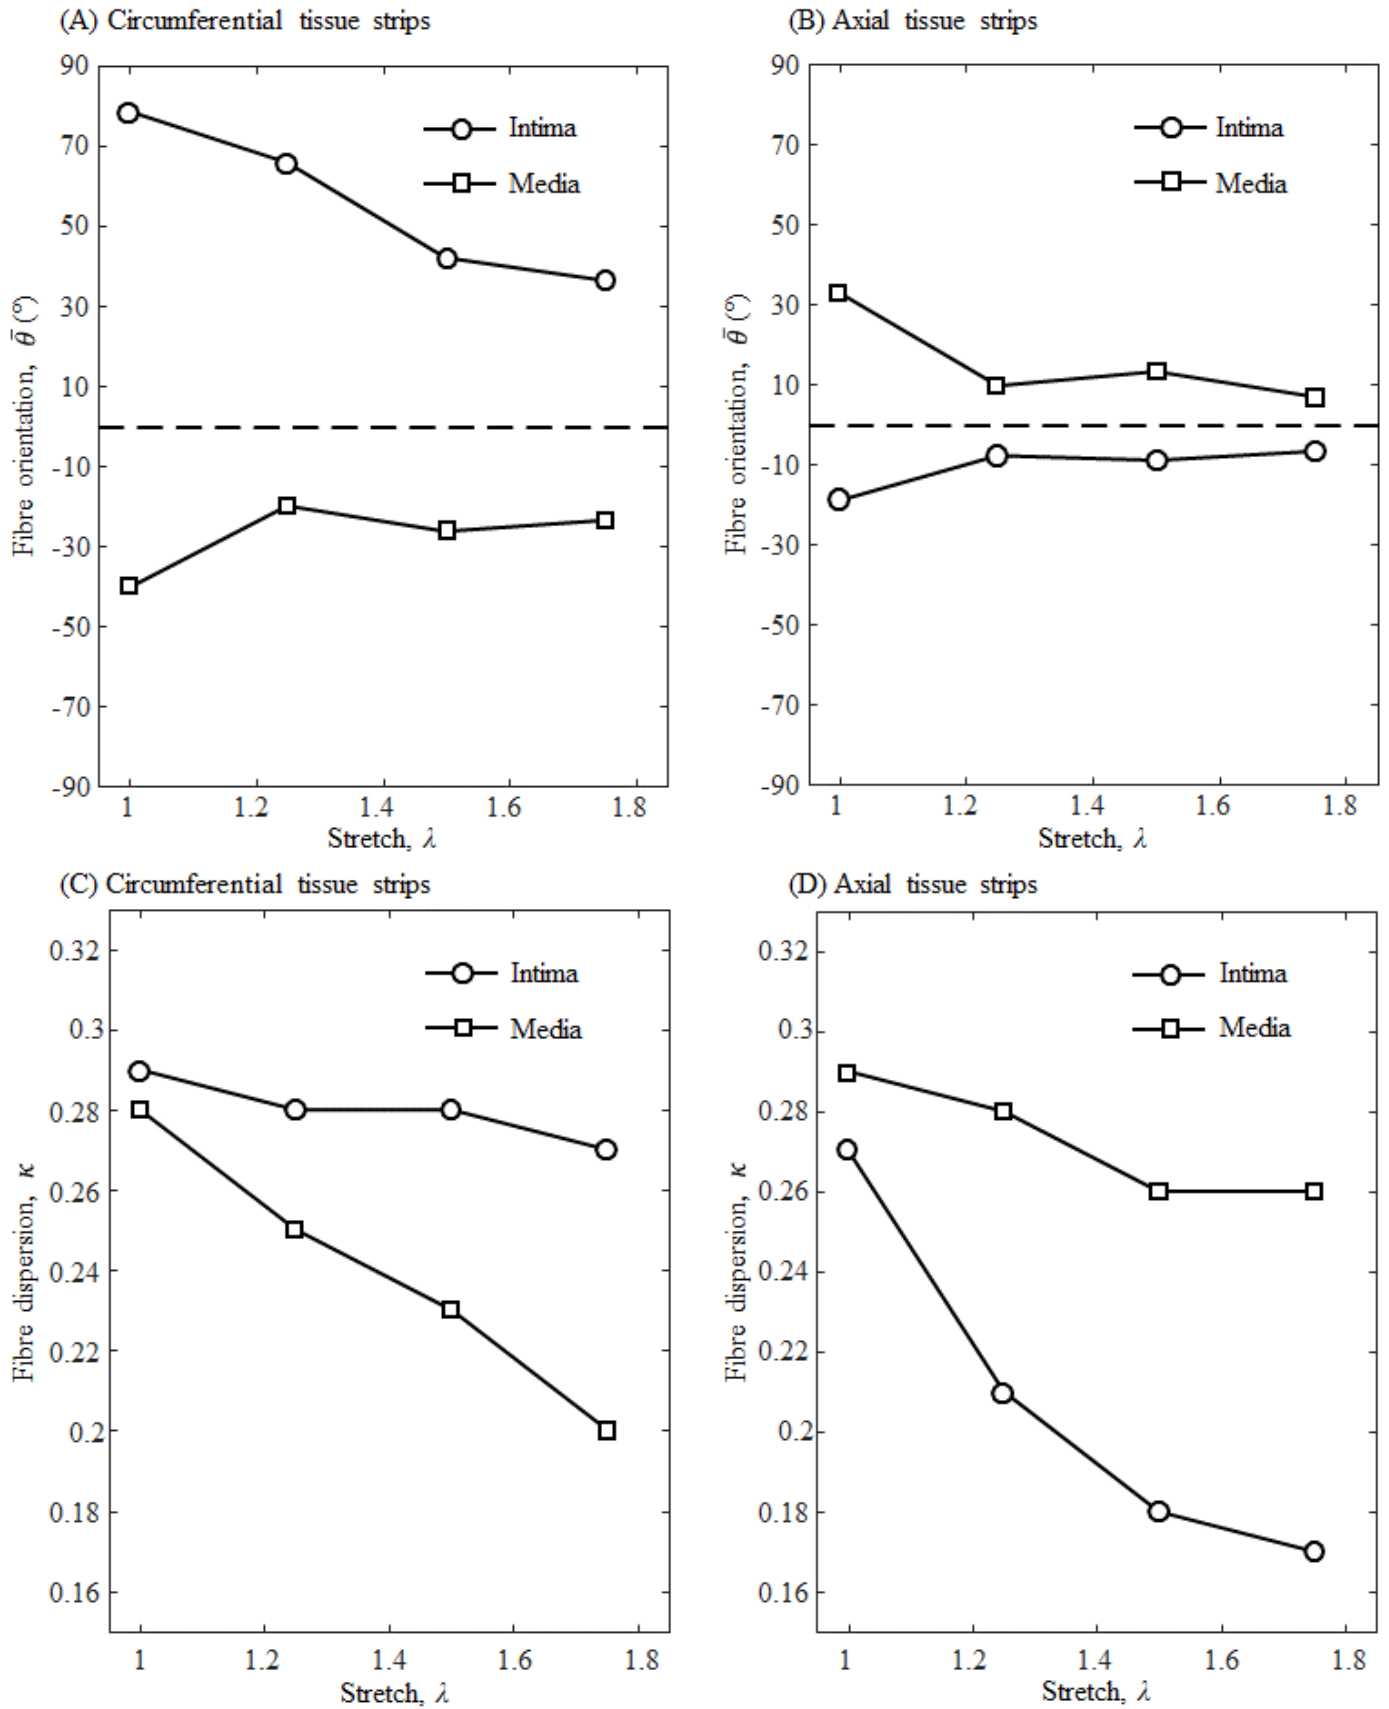 (A) Circumferential tissue strips
90
70
50
30
10
-10
-30
-50
-70
-90
1 1.2 1.4 1.6 1.8
Fibre orientation, θ̄ (°)
Stretch, λ
Intima
Media
(B) Axial tissue strips
90
70
50
30
10
-10
-30
-50
-70
-90
1 1.2 1.4 1.6 1.8
Fibre orientation, θ̄ (°)
Stretch, λ
Intima
Media
(C) Circumferential tissue strips
0.32
0.3
0.28
0.26
0.24
0.22
0.2
0.18
0.16
1 1.2 1.4 1.6 1.8
Fibre dispersion, κ
Stretch, λ
Intima
Media
(D) Axial tissue strips
0.32
0.3
0.28
0.26
0.24
0.22
0.2
0.18
0.16
1 1.2 1.4 1.6 1.8
Fibre dispersion, κ
Stretch, λ
Intima
Media